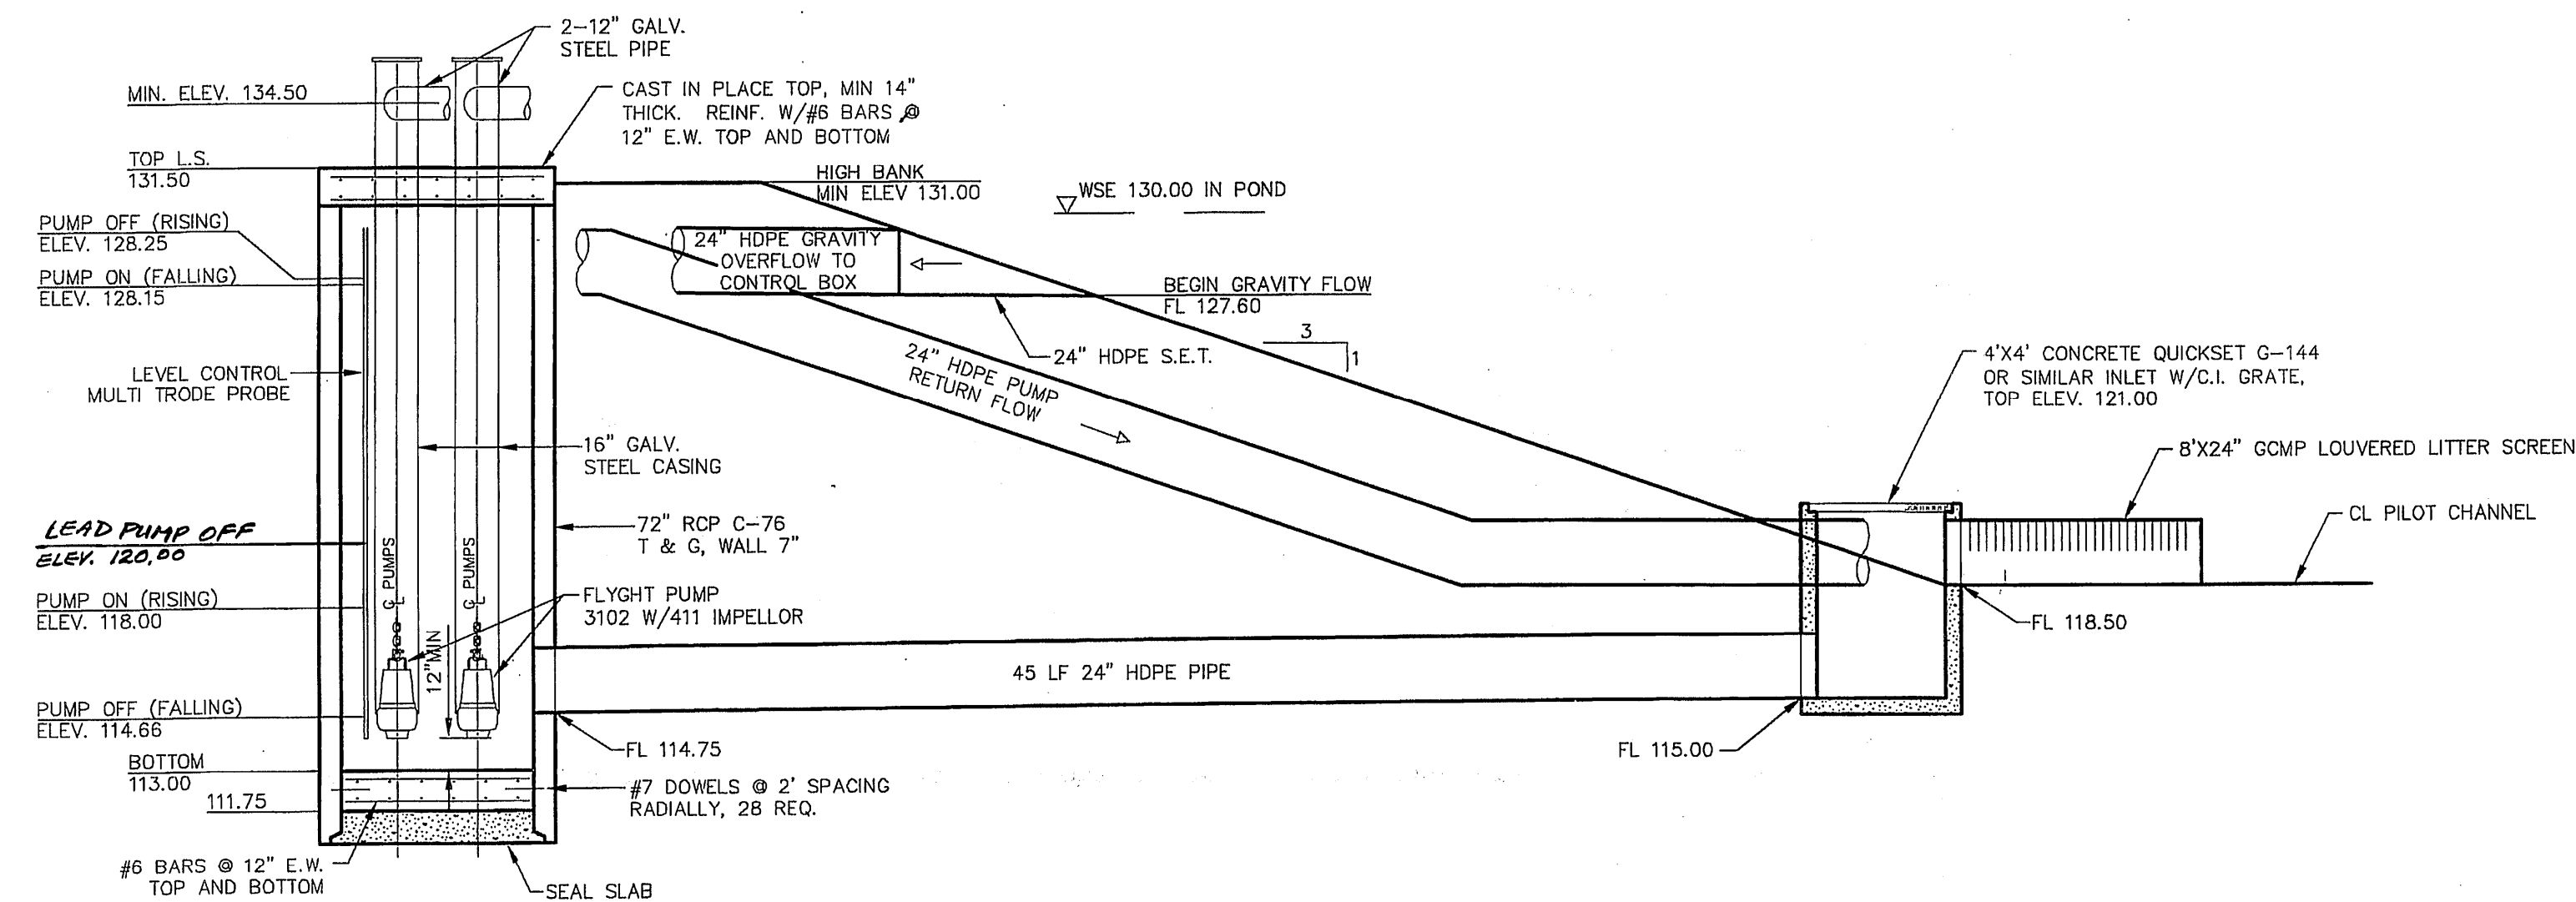 2-12" GALV.
STEEL PIPE
MIN. ELEV. 134.50
CAST IN PLACE TOP, MIN 14"
THICK. REINF. W/#6 BARS @
12" E.W. TOP AND BOTTOM
TOP L.S.
131.50
HIGH BANK
MIN ELEV 131.00
WSE 130.00 IN POND
PUMP OFF (RISING)
ELEV. 128.25
PUMP ON (FALLING)
ELEV. 128.15
24" HDPE GRAVITY
OVERFLOW TO
CONTROL BOX
BEGIN GRAVITY FLOW
FL 127.60
3
1
24" HDPE S.E.T.
24" HDPE PUMP
RETURN FLOW
4'X4' CONCRETE QUICKSET G-144
OR SIMILAR INLET W/C.I. GRATE,
TOP ELEV. 121.00
LEVEL CONTROL
MULTI TRODE PROBE
16" GALV.
STEEL CASING
8'X24" GCMP LOUVERED LITTER SCREEN
CL PILOT CHANNEL
LEAD PUMP OFF
ELEV. 120.00
72" RCP C-76
T & G, WALL 7"
CL PUMPS
CL PUMPS
PUMP ON (RISING)
ELEV. 118.00
FLYGHT PUMP
3102 W/411 IMPELLOR
FL 118.50
12"MIN
45 LF 24" HDPE PIPE
PUMP OFF (FALLING)
ELEV. 114.66
FL 114.75
FL 115.00
BOTTOM
113.00
111.75
#7 DOWELS @ 2' SPACING
RADIALLY, 28 REQ.
#6 BARS @ 12" E.W.
TOP AND BOTTOM
SEAL SLAB